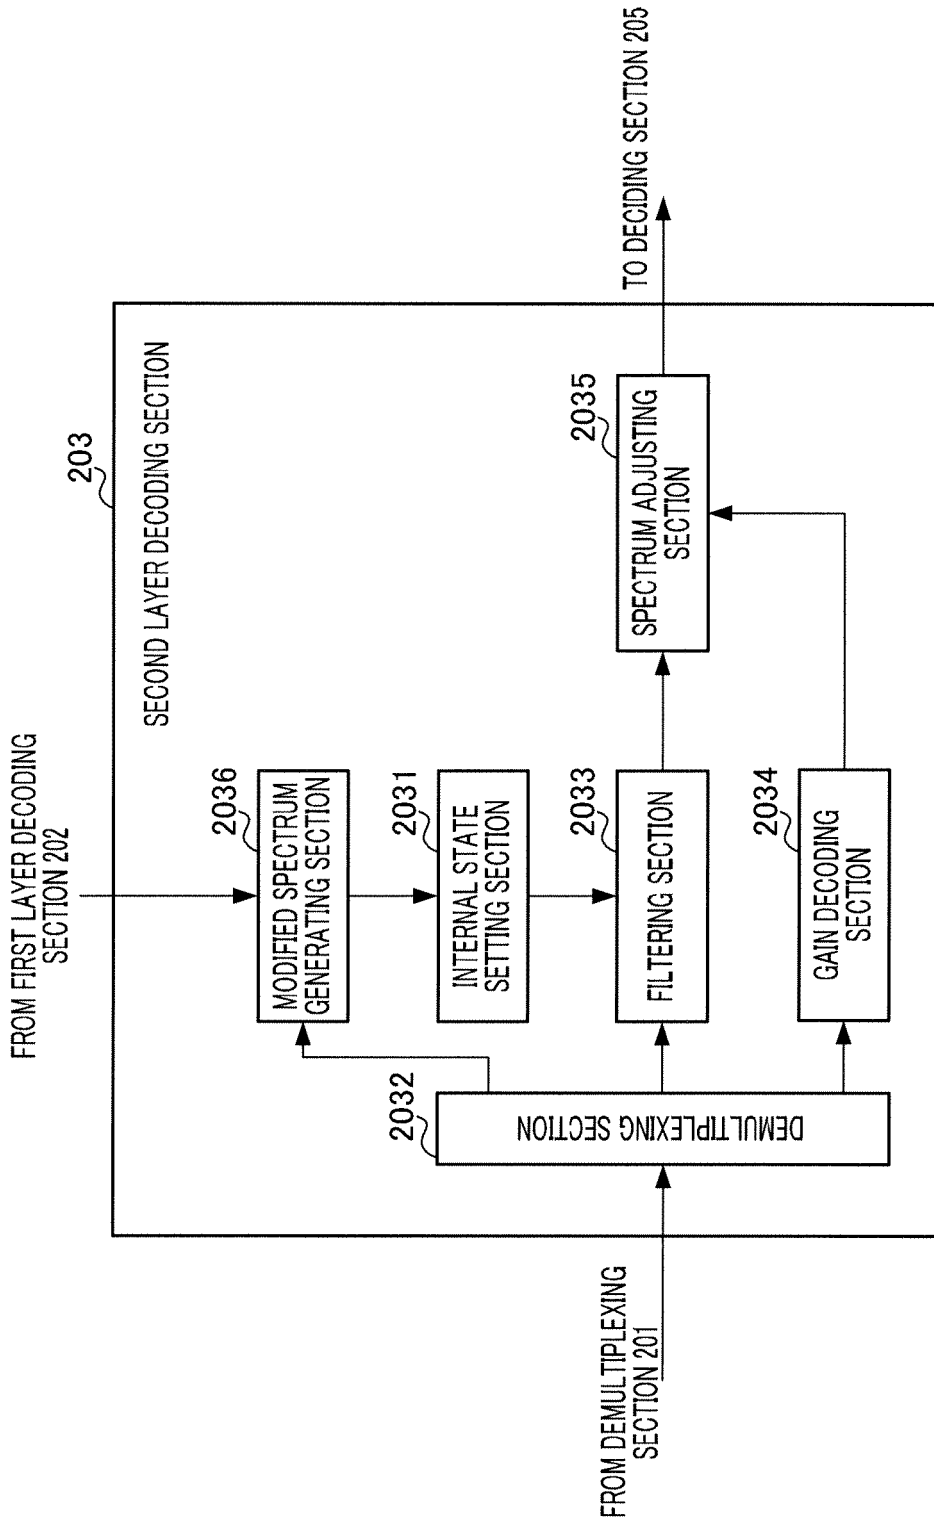 FROM FIRST LAYER DECODING
SECTION 202
203
SECOND LAYER DECODING SECTION
2036
MODIFIED SPECTRUM
GENERATING SECTION
2031
INTERNAL STATE
SETTING SECTION
2032
DEMULTIPLEXING SECTION
2033
FILTERING SECTION
2035
SPECTRUM ADJUSTING
SECTION
2034
GAIN DECODING
SECTION
FROM DEMULTIPLEXING
SECTION 201
TO DECIDING SECTION 205